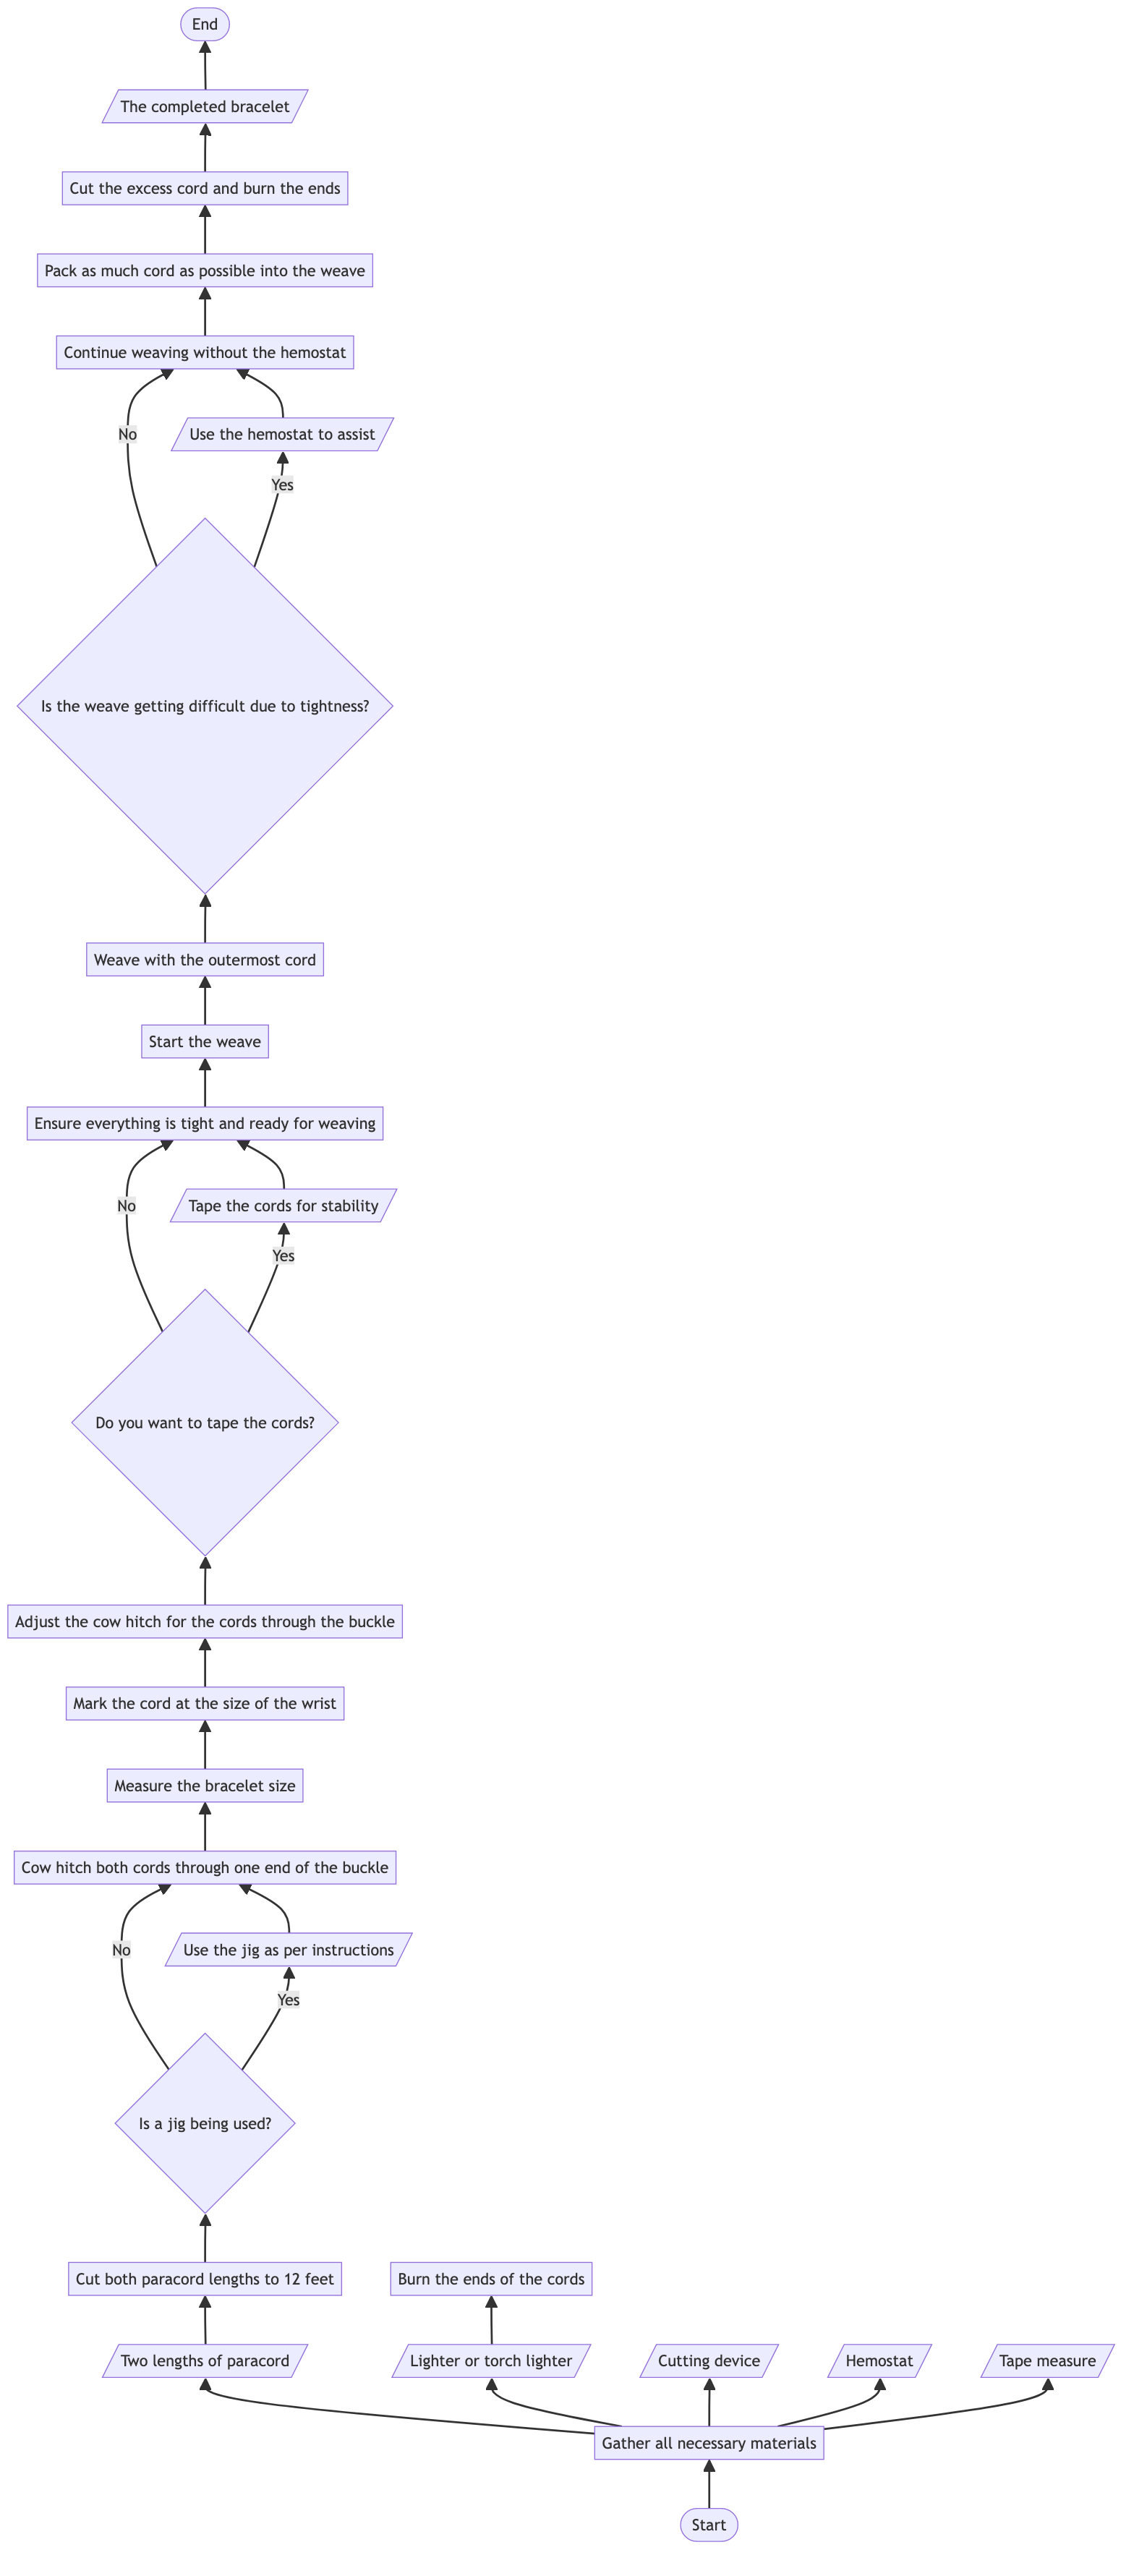 End
The completed bracelet
Cut the excess cord and burn the ends
Pack as much cord as possible into the weave
Continue weaving without the hemostat
No
Use the hemostat to assist
Yes
Is the weave getting difficult due to tightness?
Weave with the outermost cord
Start the weave
Ensure everything is tight and ready for weaving
No
Tape the cords for stability
Yes
Do you want to tape the cords?
Adjust the cow hitch for the cords through the buckle
Mark the cord at the size of the wrist
Measure the bracelet size
Cow hitch both cords through one end of the buckle
No
Use the jig as per instructions
Yes
Is a jig being used?
Cut both paracord lengths to 12 feet
Burn the ends of the cords
Two lengths of paracord
Lighter or torch lighter
Cutting device
Hemostat
Tape measure
Gather all necessary materials
Start